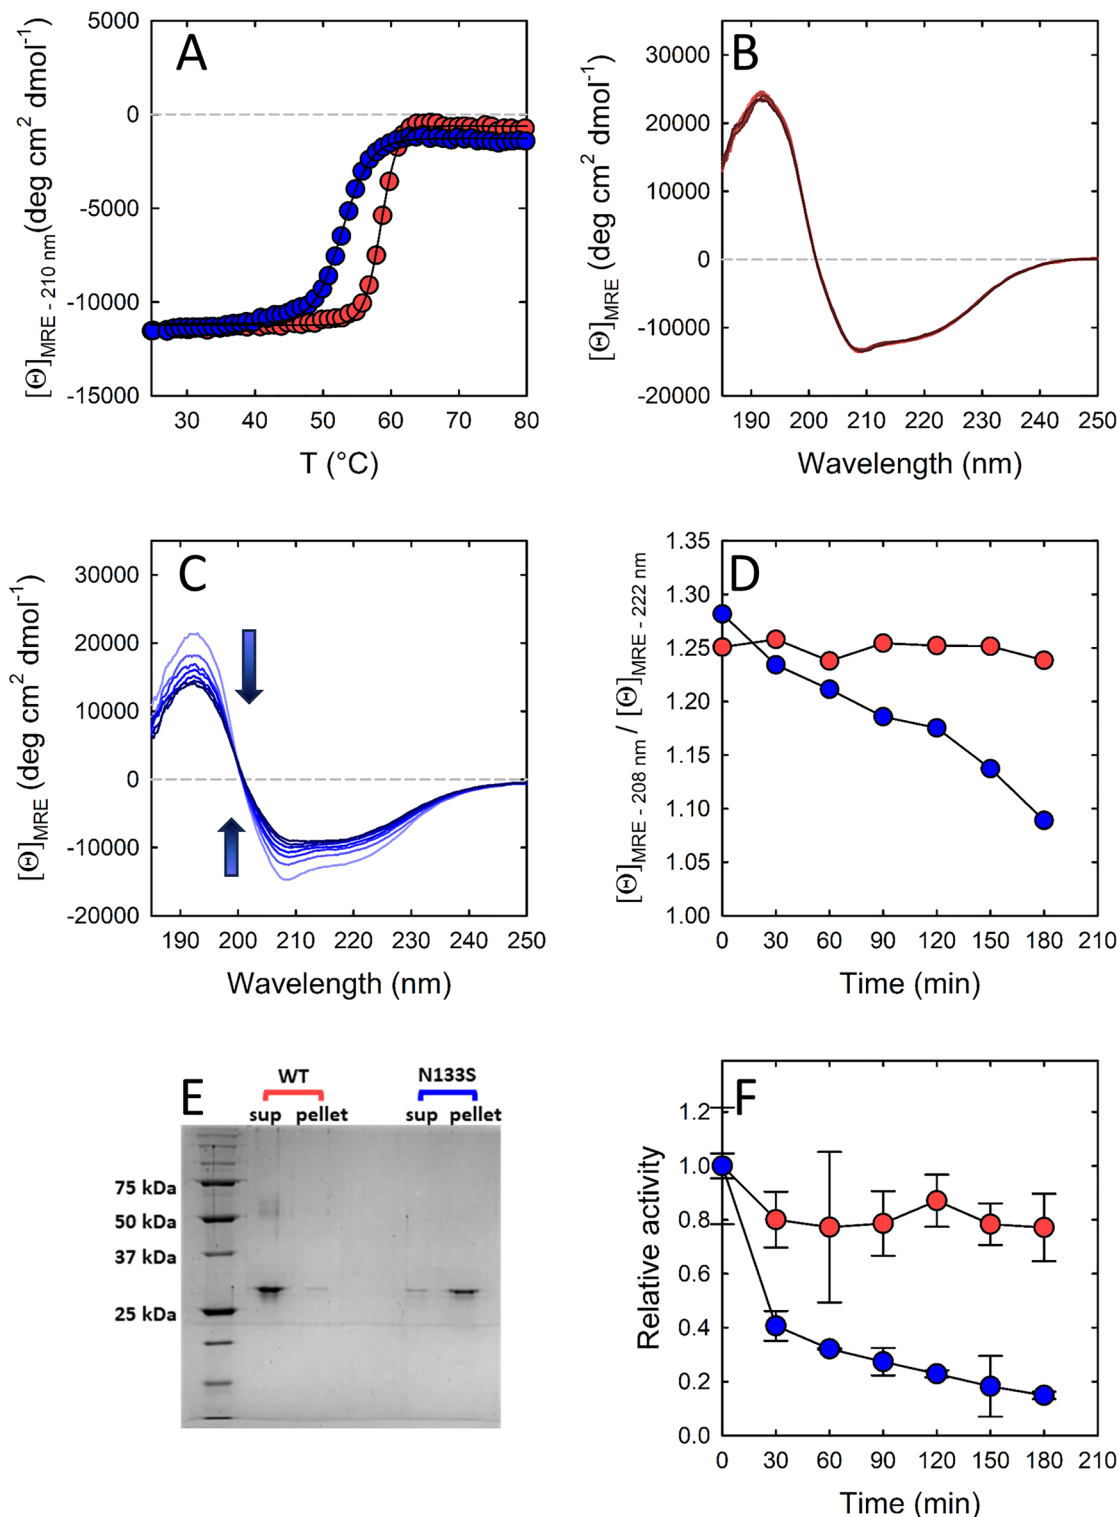 A
5000
0
-5000
-10000
-15000
[Θ]MRE - 210 nm(deg cm2 dmol-1)
30 40 50 60 70 80
T (°C)
B
30000
20000
10000
0
-10000
-20000
[Θ]MRE (deg cm2 dmol-1)
190 200 210 220 230 240 250
Wavelength (nm)
C
30000
20000
10000
0
-10000
-20000
[Θ]MRE (deg cm2 dmol-1)
190 200 210 220 230 240 250
Wavelength (nm)
D
1.35
1.30
1.25
1.20
1.15
1.10
1.05
1.00
[Θ]MRE - 208 nm / [Θ]MRE - 222 nm
0 30 60 90 120 150 180 210
Time (min)
E
WT N133S
sup pellet sup pellet
75 kDa
50 kDa
37 kDa
25 kDa
F
1.2
1.0
0.8
0.6
0.4
0.2
0.0
Relative activity
0 30 60 90 120 150 180 210
Time (min)